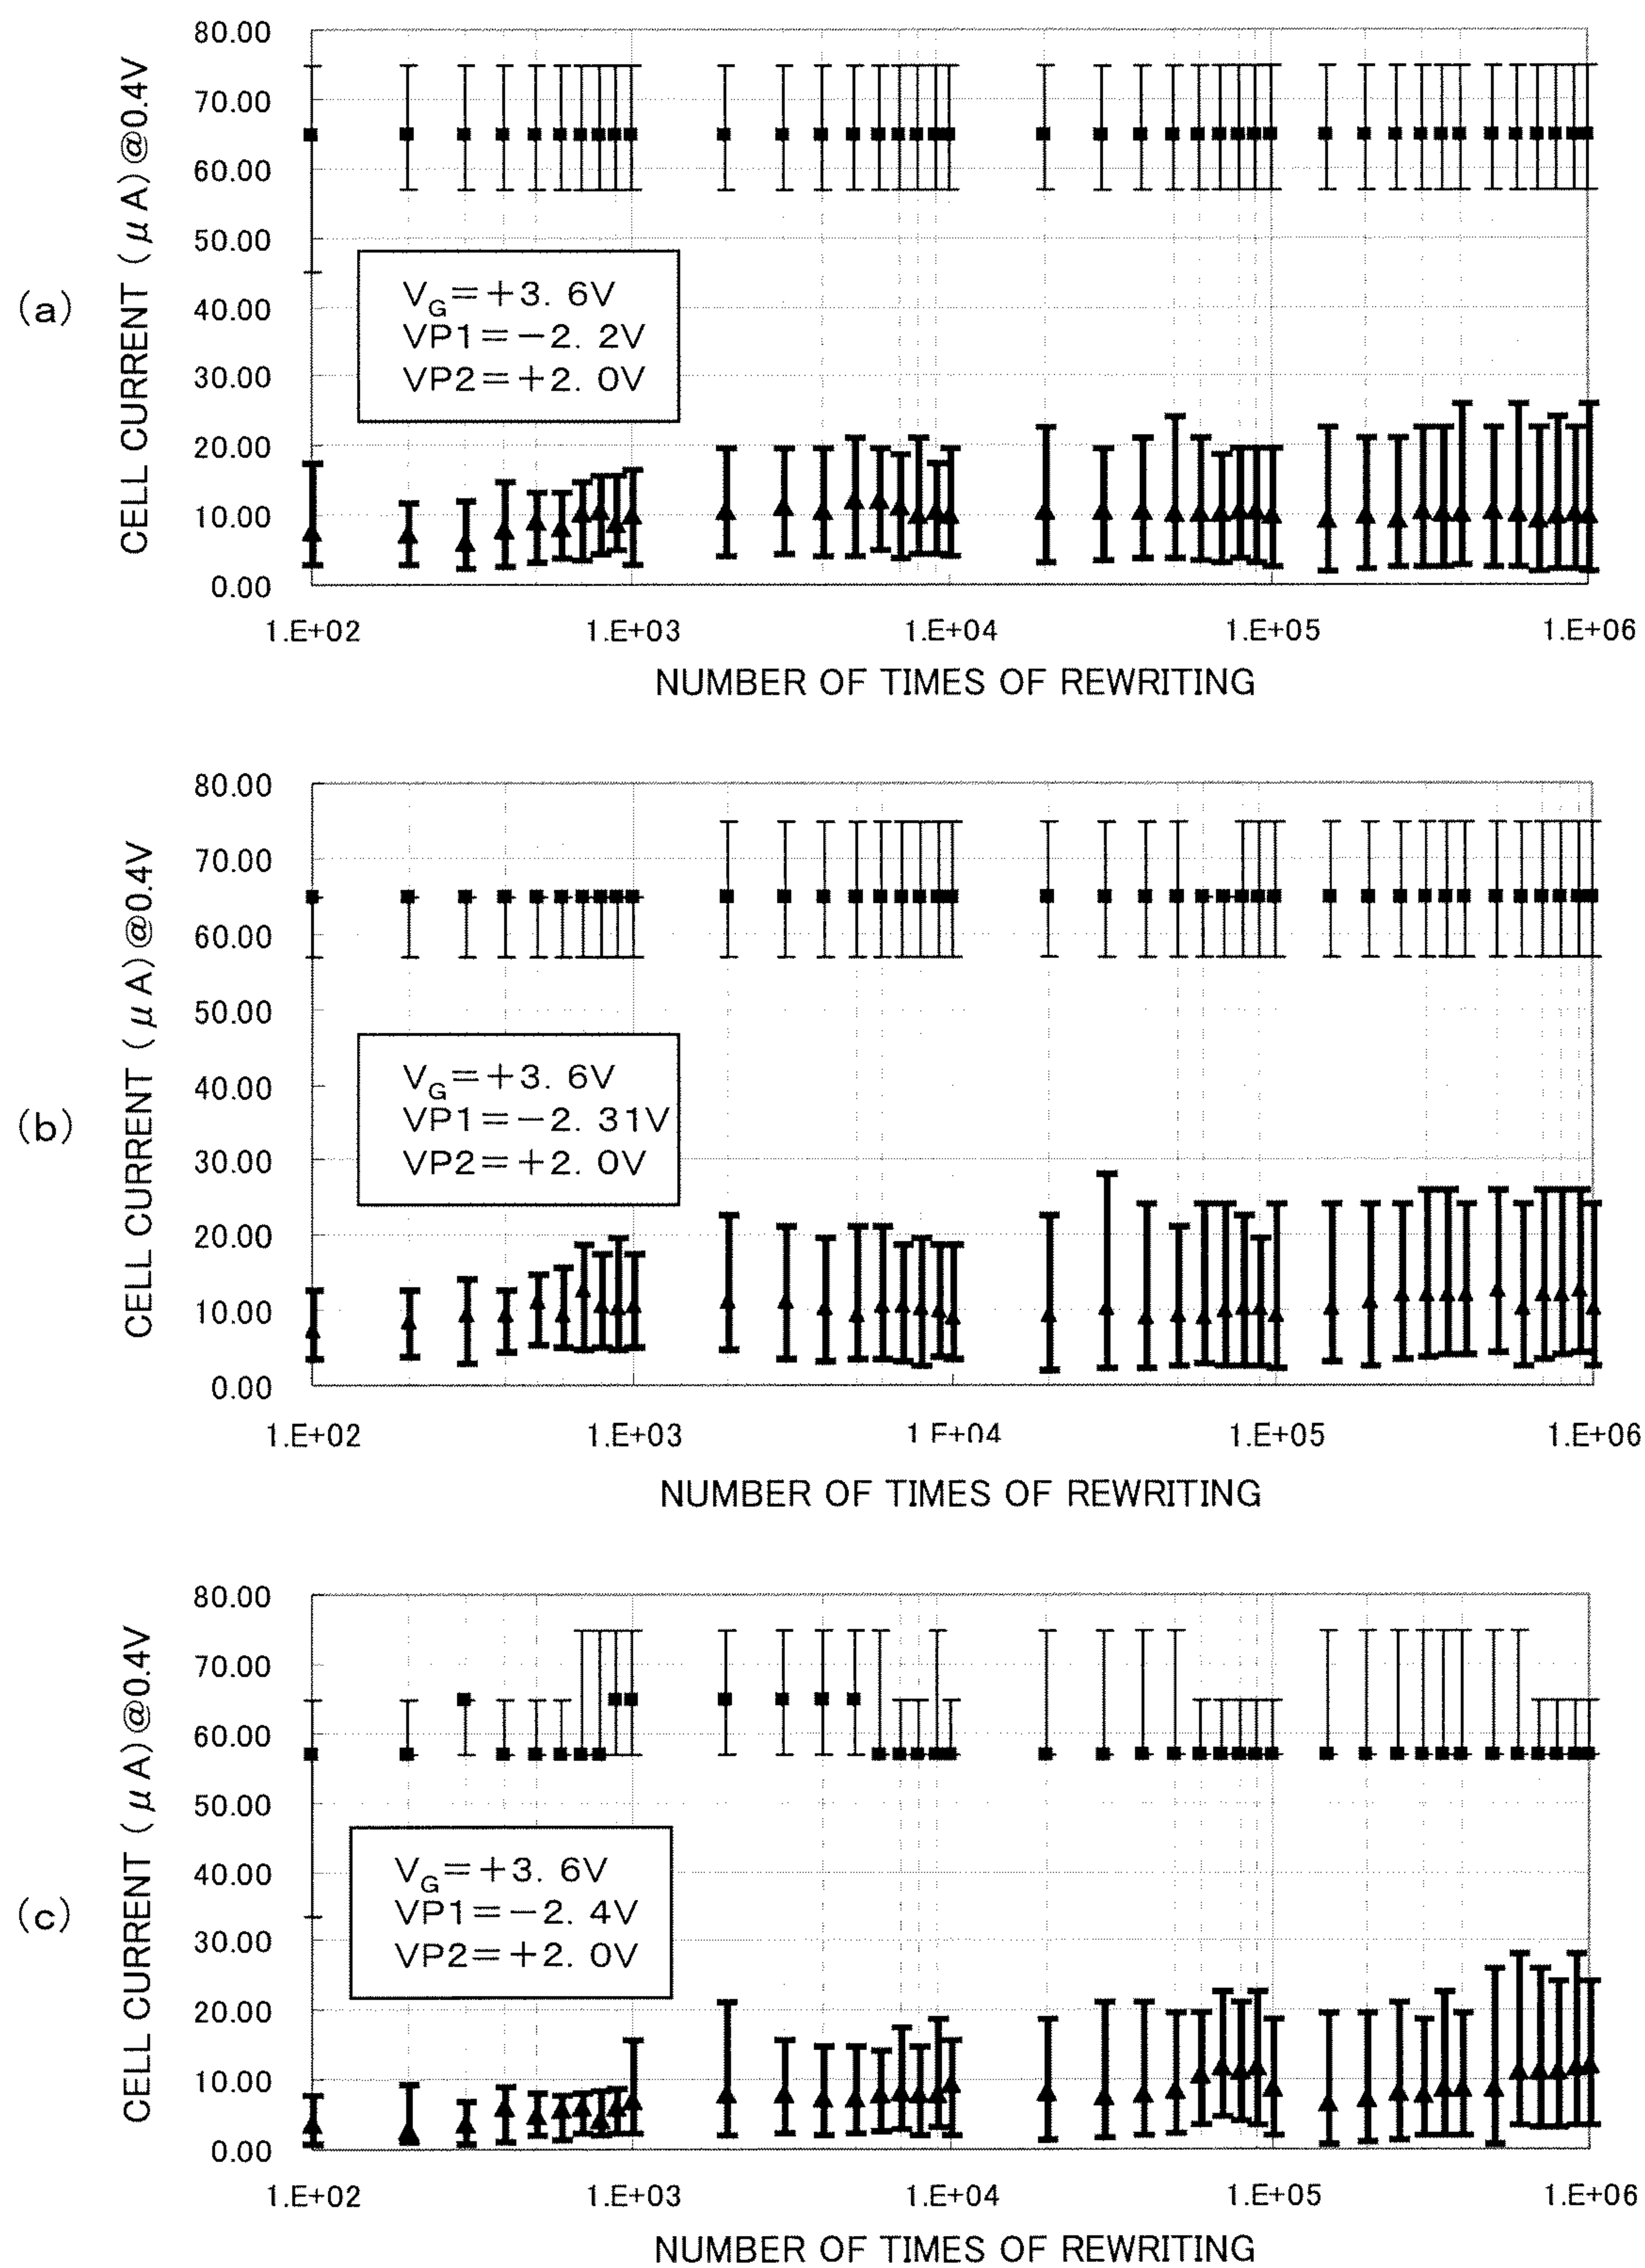 (a)
CELL CURRENT (μA)@0.4V
80.00
70.00
60.00
50.00
40.00
30.00
20.00
10.00
0.00
VG=+3.6V
VP1=-2.2V
VP2=+2.0V
1.E+02 1.E+03 1.E+04 1.E+05 1.E+06
NUMBER OF TIMES OF REWRITING
(b)
CELL CURRENT (μA)@0.4V
80.00
70.00
60.00
50.00
40.00
30.00
20.00
10.00
0.00
VG=+3.6V
VP1=-2.31V
VP2=+2.0V
1.E+02 1.E+03 1.E+04 1.E+05 1.E+06
NUMBER OF TIMES OF REWRITING
(c)
CELL CURRENT (μA)@0.4V
80.00
70.00
60.00
50.00
40.00
30.00
20.00
10.00
0.00
VG=+3.6V
VP1=-2.4V
VP2=+2.0V
1.E+02 1.E+03 1.E+04 1.E+05 1.E+06
NUMBER OF TIMES OF REWRITING